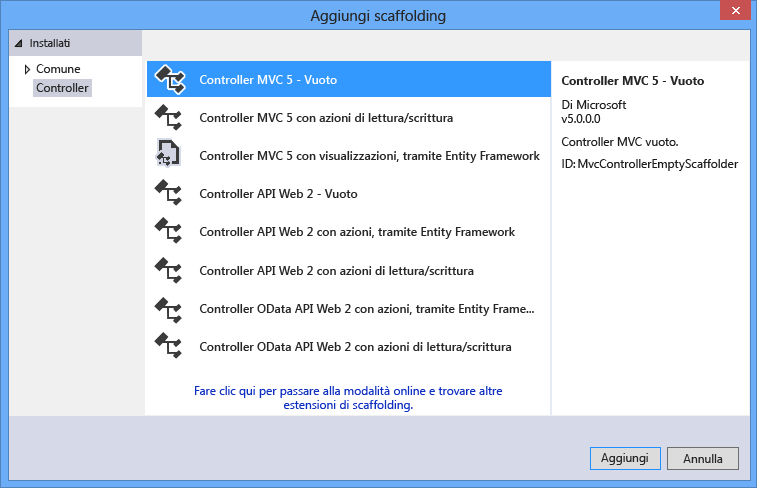 Aggiungi scaffolding
Installati
Comune
Controller
Controller MVC 5 - Vuoto
Controller MVC 5 con azioni di lettura/scrittura
Controller MVC 5 con visualizzazioni, tramite Entity Framework
Controller API Web 2 - Vuoto
Controller API Web 2 con azioni, tramite Entity Framework
Controller API Web 2 con azioni di lettura/scrittura
Controller OData API Web 2 con azioni, tramite Entity Frame...
Controller OData API Web 2 con azioni di lettura/scrittura
Fare clic qui per passare alla modalità online e trovare altre
estensioni di scaffolding.
Controller MVC 5 - Vuoto
Di Microsoft
v5.0.0.0
Controller MVC vuoto.
ID: MvcControllerEmptyScaffolder
Aggiungi
Annulla